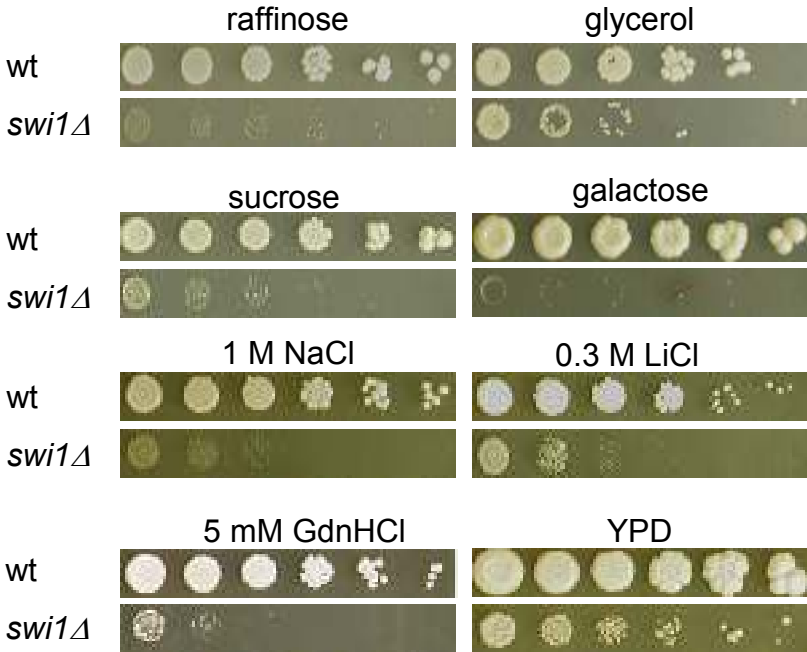 raffinose
glycerol
wt
swi1Δ
sucrose
galactose
wt
swi1Δ
1 M NaCl
0.3 M LiCl
wt
swi1Δ
5 mM GdnHCl
YPD
wt
swi1Δ